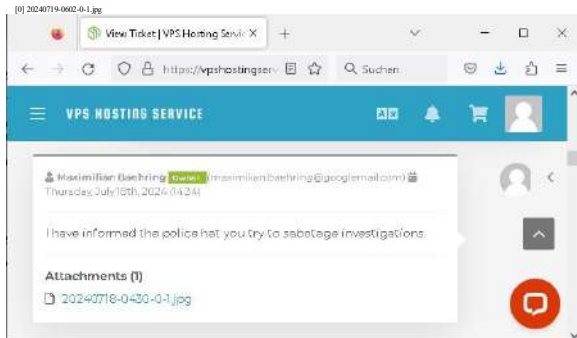 [0] 20240719-0602-0-1.jpg
View Ticket | VPS Hosting Servic
https://vpshostingserv
Suchen
VPS HOSTING SERVICE
Maximilian Baehring Owner (maximilian.baehring@googlemail.com)
Thursday, July 18th, 2024 (14:34)
I have informed the police hat you try to sabotage investigations.
Attachments (1)
20240718-0430-0-1.jpg